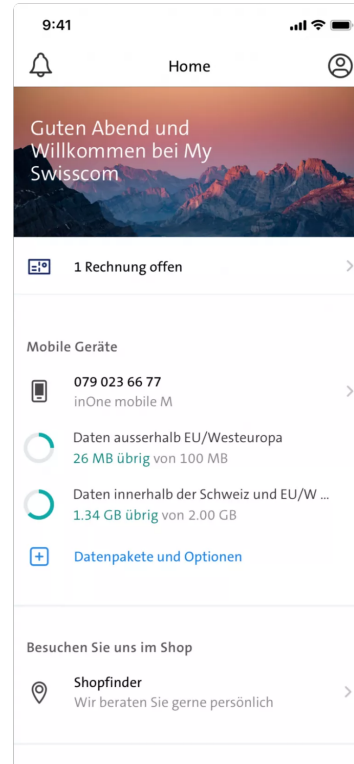 9:41
Home
Guten Abend und
Willkommen bei My
Swisscom
1 Rechnung offen
Mobile Geräte
079 023 66 77
inOne mobile M
Daten ausserhalb EU/Westeuropa
26 MB übrig von 100 MB
Daten innerhalb der Schweiz und EU/W ...
1.34 GB übrig von 2.00 GB
Datenpakete und Optionen
Besuchen Sie uns im Shop
Shopfinder
Wir beraten Sie gerne persönlich